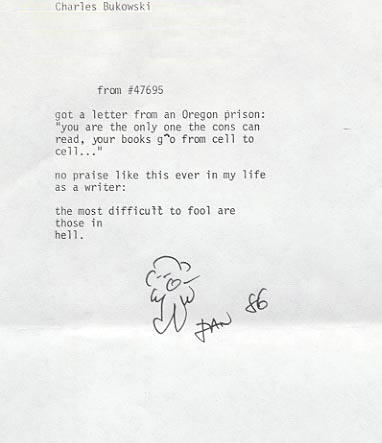 Charles Bukowski
from #47695
got a letter from an Oregon prison:
"you are the only one the cons can
read, your books g^o from cell to
cell..."
no praise like this ever in my life
as a writer:
the most difficult to fool are
those in
hell.
JAN 86